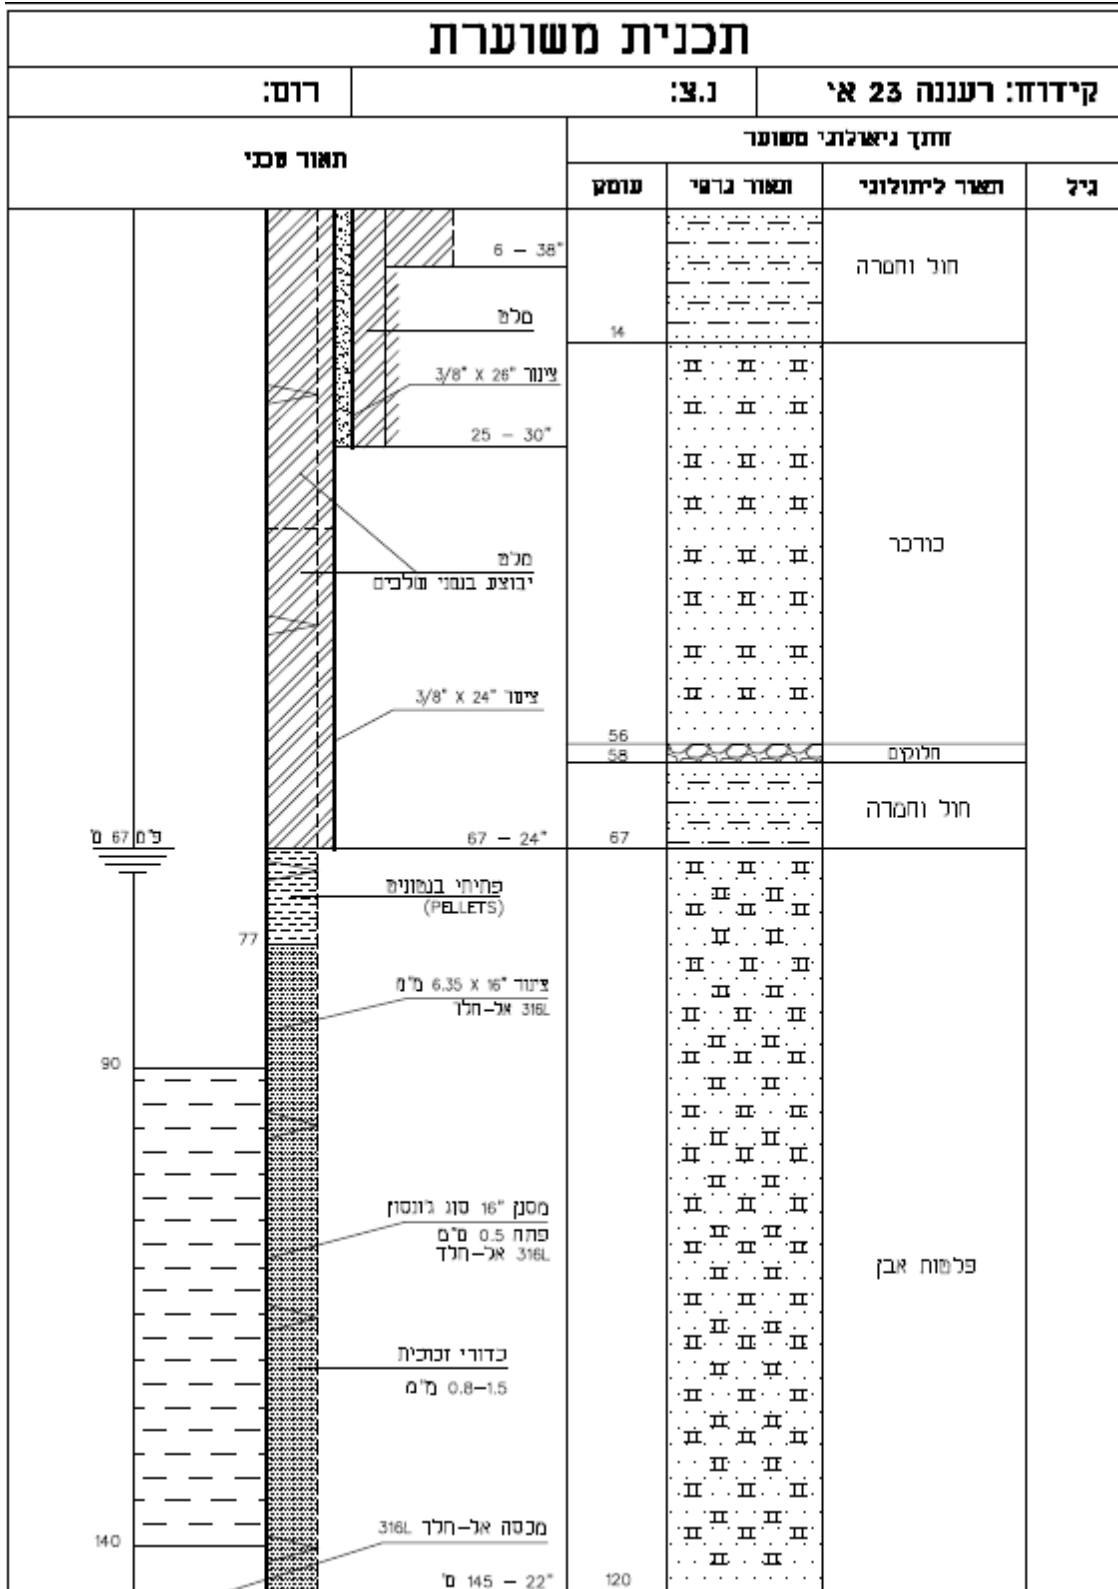 תכנית משוערת
קידוח: רעננה 23 א'
נ.צ:
רום:
חתך גיאולוגי משוער
תאור טכני
גיל
תאור ליתולוגי
תאור גרפי
עומק
6 - 38"
חול וחמרה
מלט
14
צינור 3/8" X 26"
25 - 30"
כורכר
מלט
יבוצע בנפחי שלבים
צינור 3/8" X 24"
56
58
חלוקים
חול וחמרה
פ"מ 67 מ'
67 - 24"
67
פתיתי בנטוניט
(PELLETS)
77
צינור 16" X 6.35 מ"מ
316L אל-חלד
90
מסנן 16" סוג ג'ונסון
פתח 0.5 מ"מ
316L אל-חלד
פלטות אבן
כדורי זכוכית
0.8-1.5 מ"מ
מכסה אל-חלד 316L
140
145 - 22" מ'
120